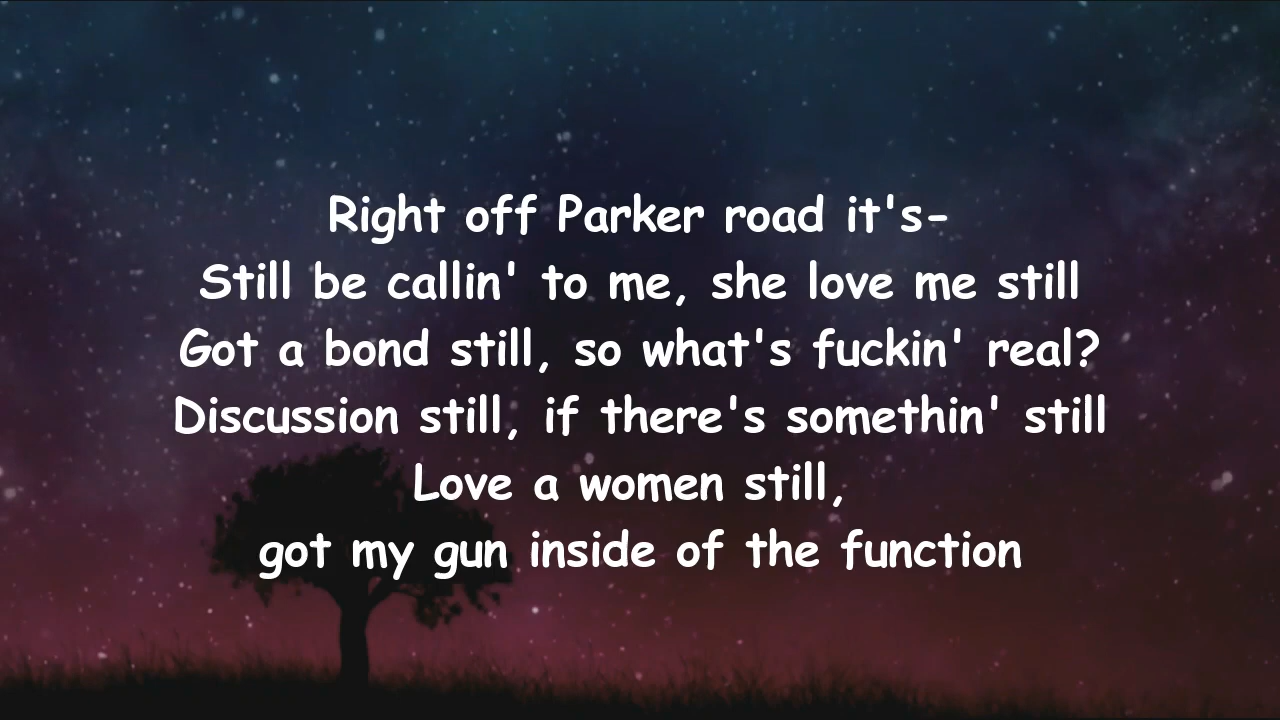 Right off Parker road it's-
Still be callin' to me, she love me still
Got a bond still, so what's fuckin' real?
Discussion still, if there's somethin' still
Love a women still,
got my gun inside of the function